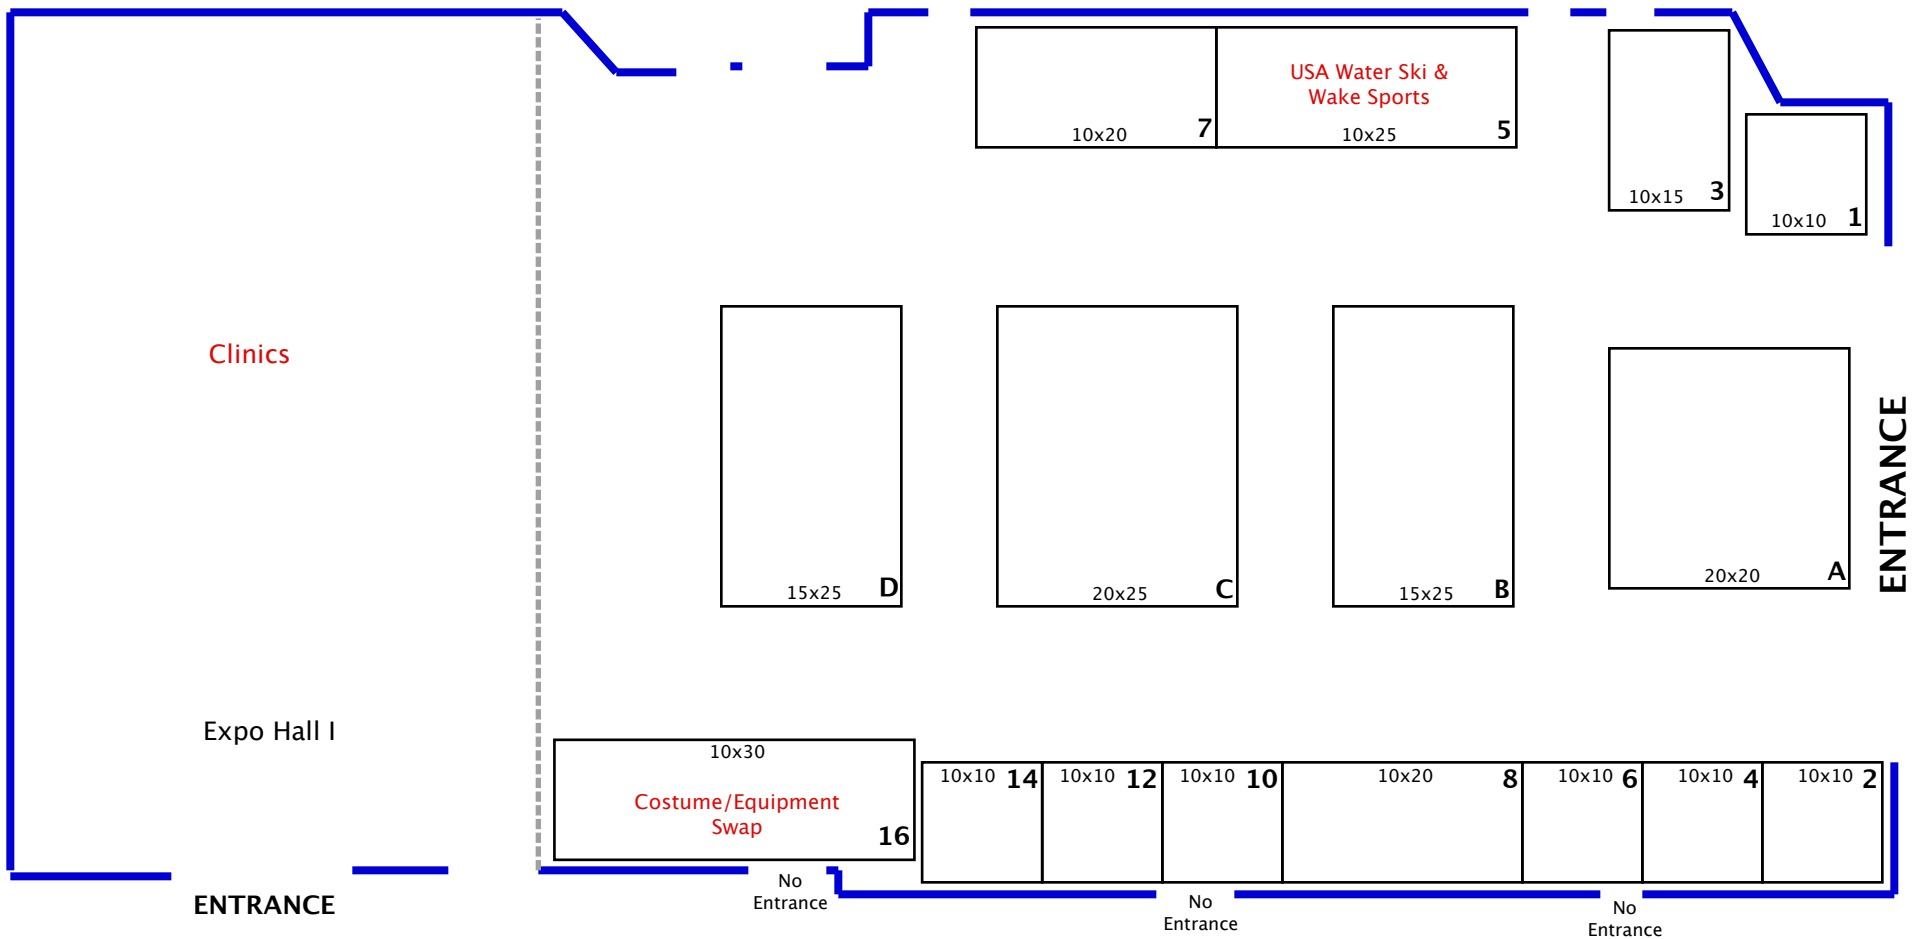 USA Water Ski &
Wake Sports
10x20
7
10x25
5
10x15
3
10x10
1
Clinics
ENTRANCE
15x25
D
20x25
C
15x25
B
20x20
A
Expo Hall I
10x30
Costume/Equipment
Swap
16
10x10 14
10x10 12
10x10 10
10x20 8
10x10 6
10x10 4
10x10 2
ENTRANCE
No
Entrance
No
Entrance
No
Entrance